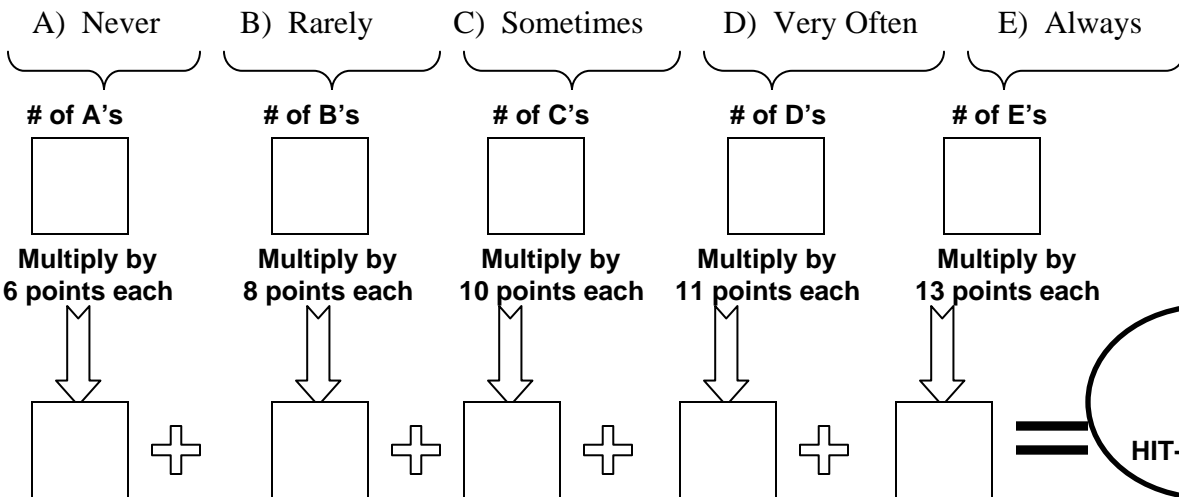 A) Never B) Rarely C) Sometimes D) Very Often E) Always
# of A’s # of B’s # of C’s # of D’s # of E’s
Multiply by Multiply by Multiply by Multiply by Multiply by
6 points each 8 points each 10 points each 11 points each 13 points each
HIT-